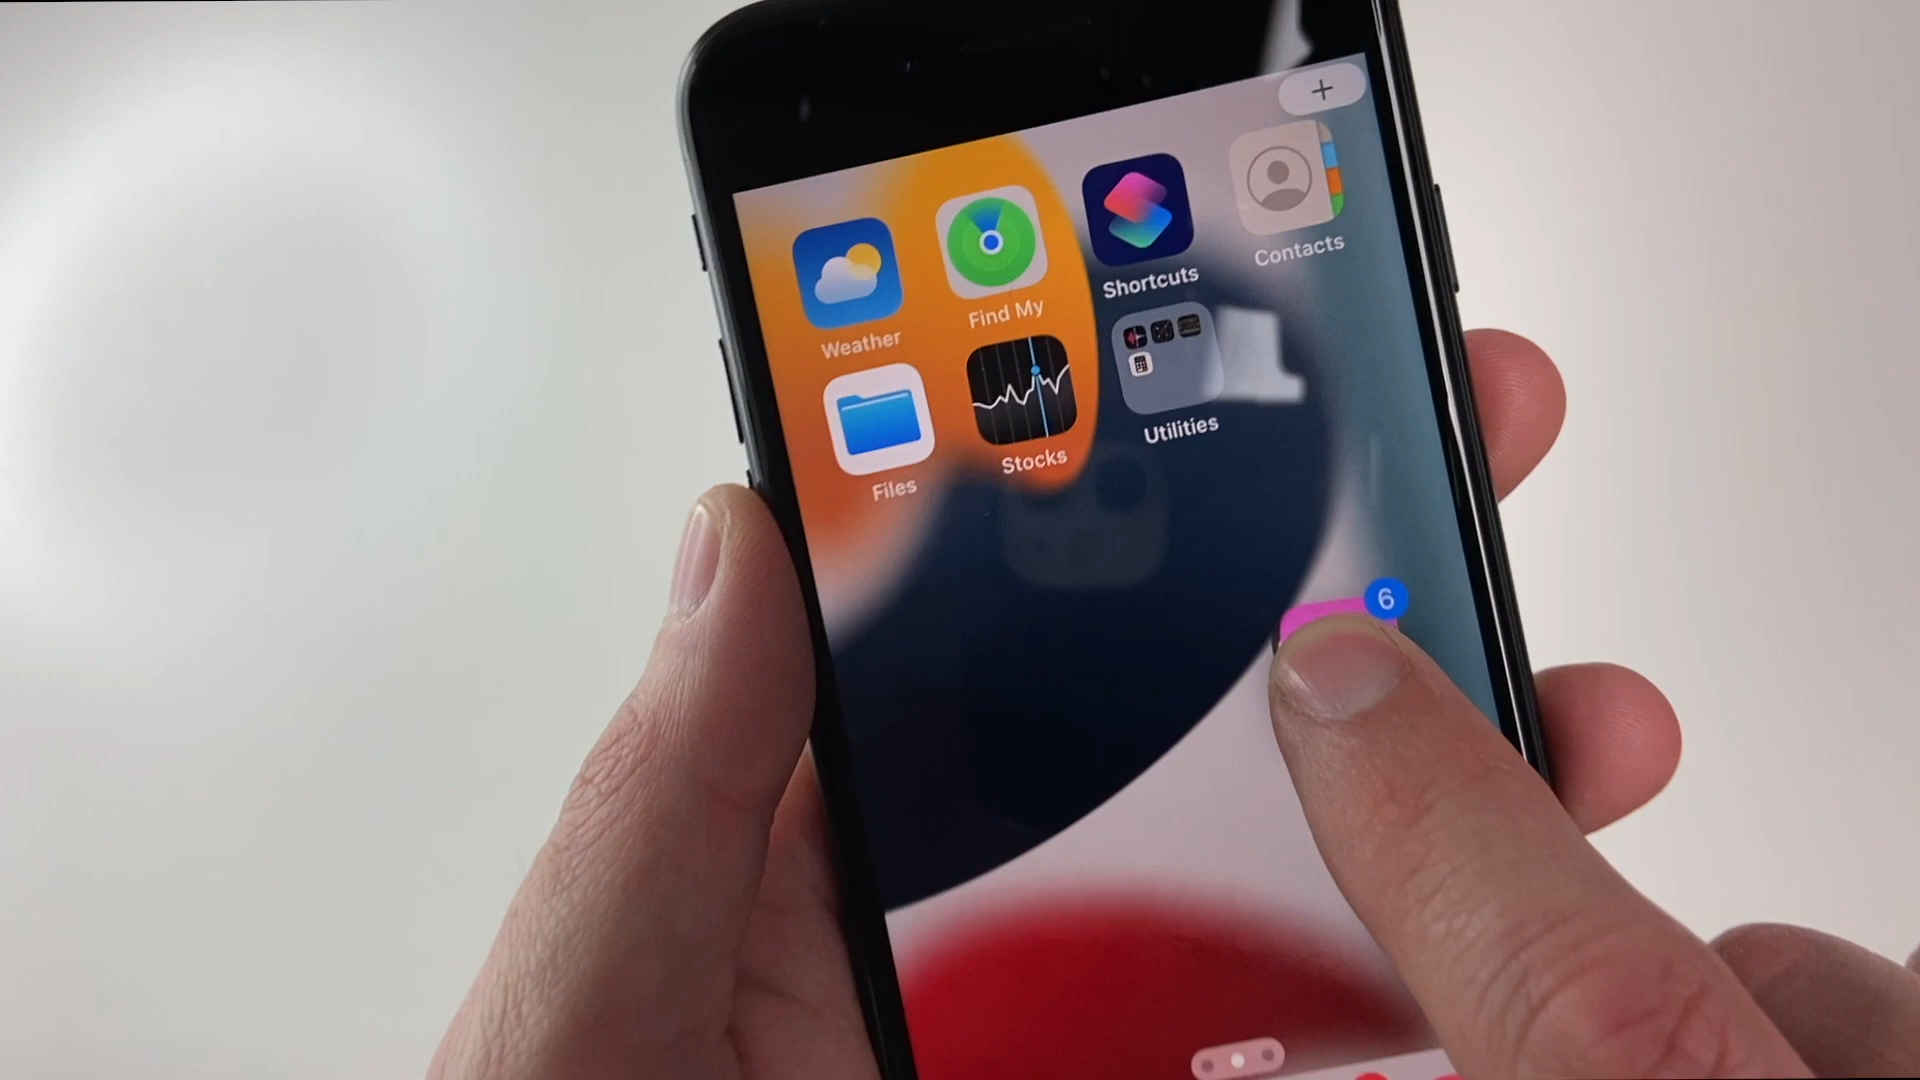 +
Weather
Find My
Shortcuts
Contacts
Files
Stocks
Utilities
6